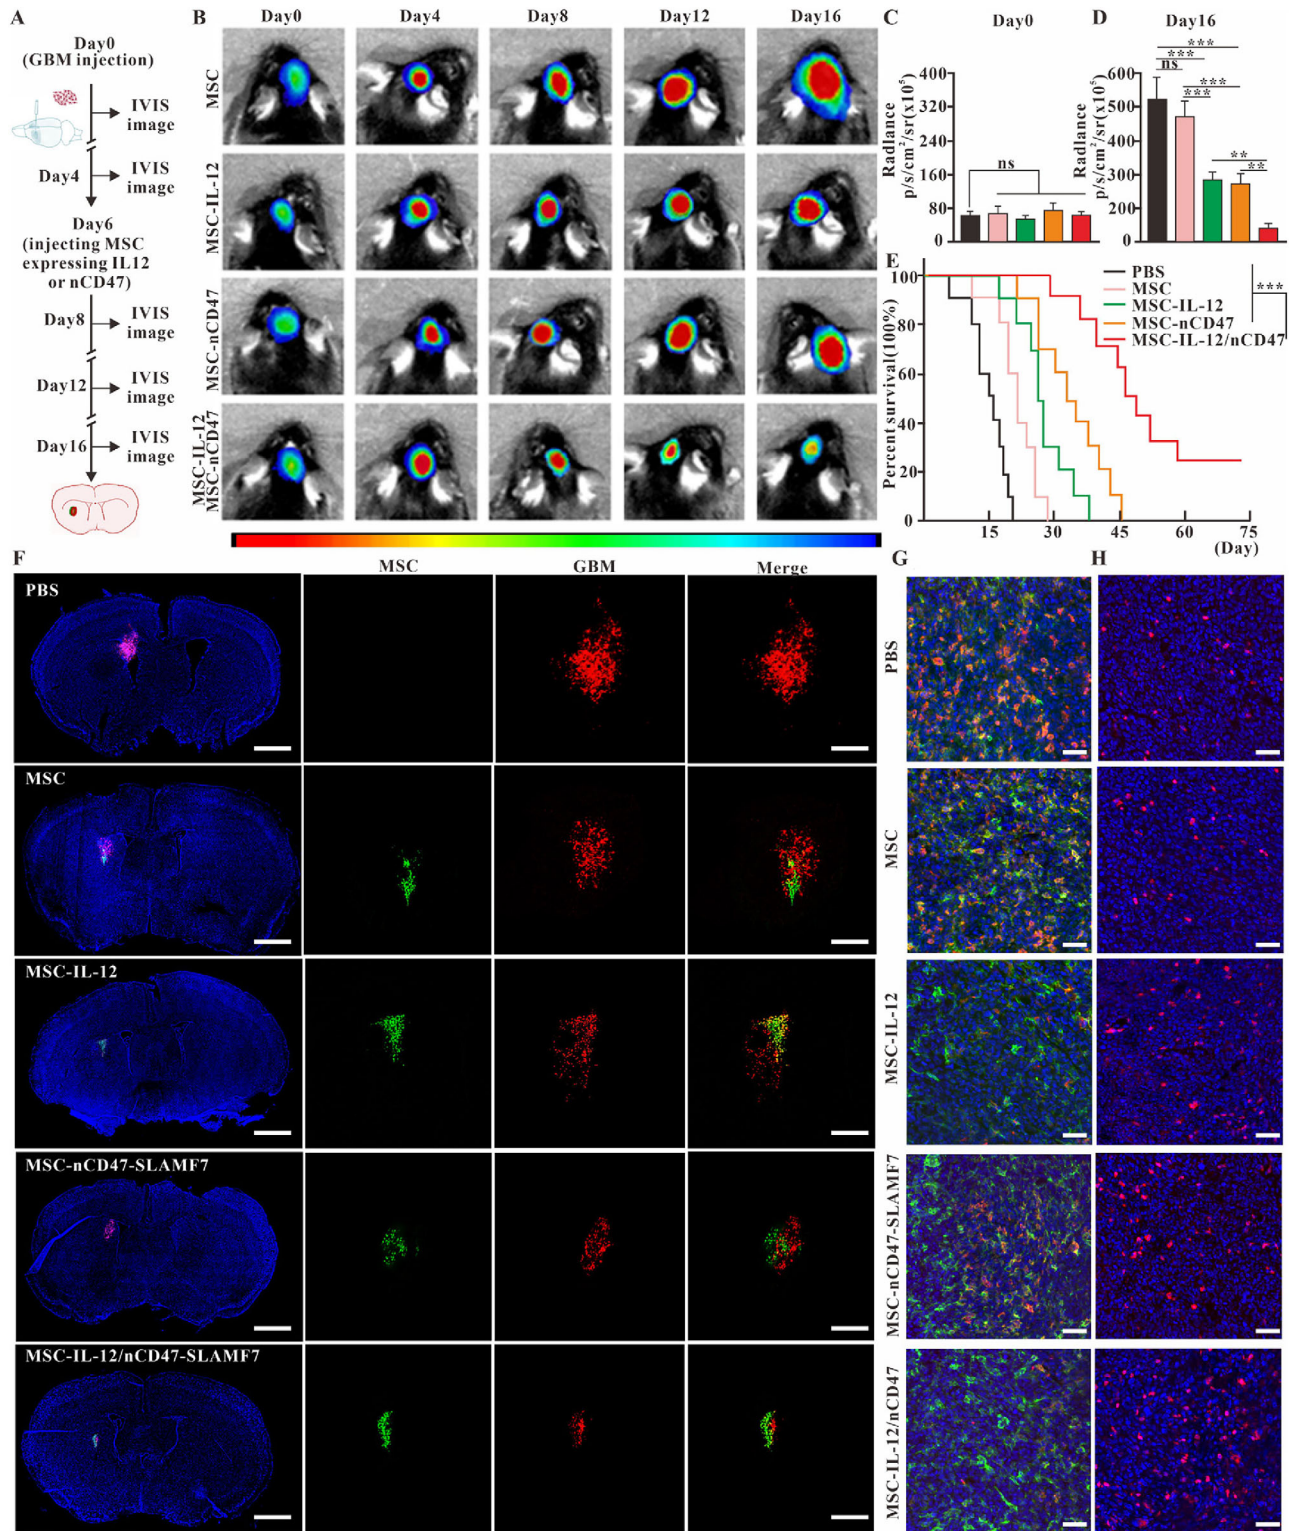 A
Day0
(GBM injection)
IVIS
image
Day4
IVIS
image
Day6
(injecting MSC
expressing IL12
or nCD47)
Day8
IVIS
image
Day12
IVIS
image
Day16
IVIS
image
B
Day0 Day4 Day8 Day12 Day16
MSC
MSC-IL-12
MSC-nCD47
MSC-IL-12
MSC-nCD47
C
Day0
Radiance
p/s/cm²/sr(x10⁵)
400
320
240
160
80
0
ns
D
Day16
Radiance
p/s/cm²/sr(x10⁵)
600
500
400
300
200
100
0
***
***
ns
***
***
**
**
E
Percent survival(100%)
100
80
60
40
20
0
15 30 45 60 75
(Day)
PBS
MSC
MSC-IL-12
MSC-nCD47
MSC-IL-12/nCD47
***
F
MSC GBM Merge
PBS
MSC
MSC-IL-12
MSC-nCD47-SLAMF7
MSC-IL-12/nCD47-SLAMF7
G H
PBS
MSC
MSC-IL-12
MSC-nCD47-SLAMF7
MSC-IL-12/nCD47